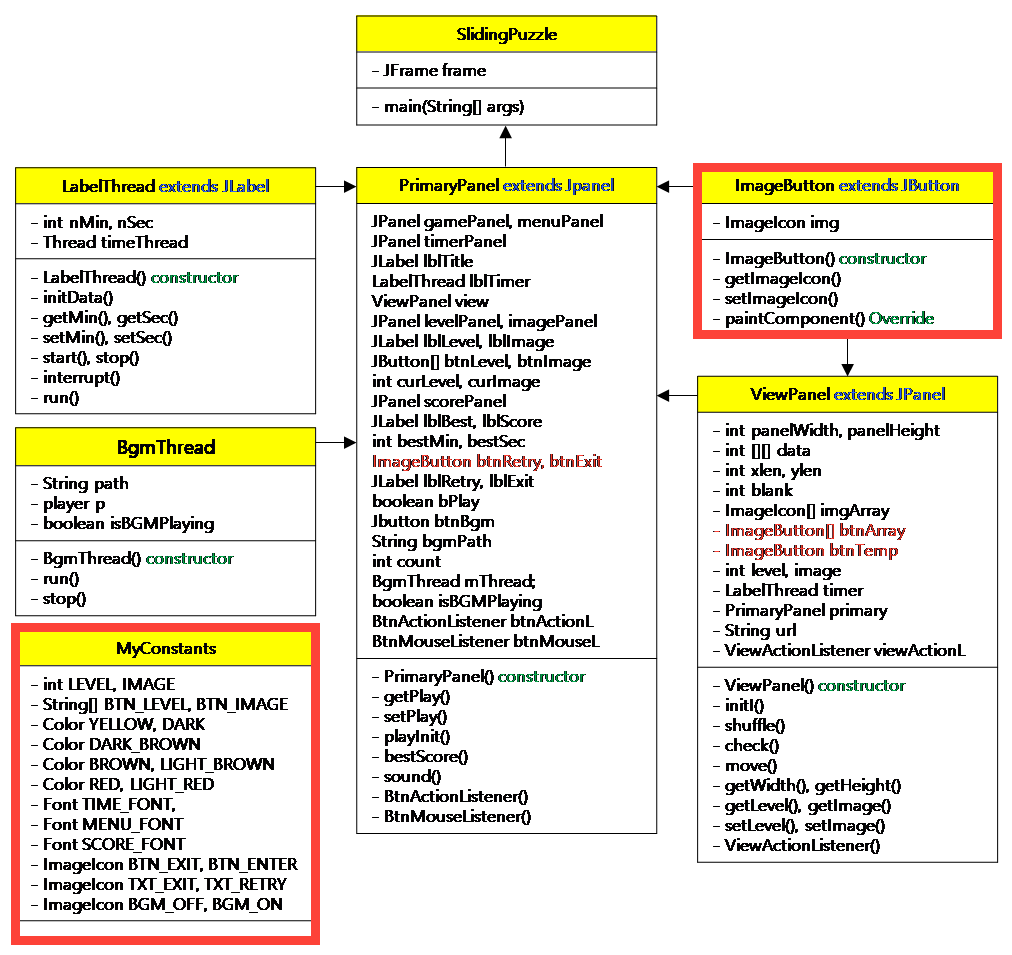 SlidingPuzzle
- JFrame frame
- main(String[] args)
LabelThread extends JLabel
- int nMin, nSec
- Thread timeThread
- LabelThread() constructor
- initData()
- getMin(), getSec()
- setMin(), setSec()
- start(), stop()
- interrupt()
- run()
BgmThread
- String path
- player p
- boolean isBGMPlaying
- BgmThread() constructor
- run()
- stop()
MyConstants
- int LEVEL, IMAGE
- String[] BTN_LEVEL, BTN_IMAGE
- Color YELLOW, DARK
- Color DARK_BROWN
- Color BROWN, LIGHT_BROWN
- Color RED, LIGHT_RED
- Font TIME_FONT,
- Font MENU_FONT
- Font SCORE_FONT
- ImageIcon BTN_EXIT, BTN_ENTER
- ImageIcon TXT_EXIT, TXT_RETRY
- ImageIcon BGM_OFF, BGM_ON
PrimaryPanel extends Jpanel
JPanel gamePanel, menuPanel
JPanel timerPanel
JLabel lblTitle
LabelThread lblTimer
ViewPanel view
JPanel levelPanel, imagePanel
JLabel lblLevel, lblImage
JButton[] btnLevel, btnImage
int curLevel, curImage
JPanel scorePanel
JLabel lblBest, lblScore
int bestMin, bestSec
ImageButton btnRetry, btnExit
JLabel lblRetry, lblExit
boolean bPlay
Jbutton btnBgm
String bgmPath
int count
BgmThread mThread;
boolean isBGMPlaying
BtnActionListener btnActionL
BtnMouseListener btnMouseL
- PrimaryPanel() constructor
- getPlay()
- setPlay()
- playInit()
- bestScore()
- sound()
- BtnActionListener()
- BtnMouseListener()
ImageButton extends JButton
- ImageIcon img
- ImageButton() constructor
- getImageIcon()
- setImageIcon()
- paintComponent() Override
ViewPanel extends JPanel
- int panelWidth, panelHeight
- int [][] data
- int xlen, ylen
- int blank
- ImageIcon[] imgArray
- ImageButton[] btnArray
- ImageButton btnTemp
- int level, image
- LabelThread timer
- PrimaryPanel primary
- String url
- ViewActionListener viewActionL
- ViewPanel() constructor
- initI()
- shuffle()
- check()
- move()
- getWidth(), getHeight()
- getLevel(), getImage()
- setLevel(), setImage()
- ViewActionListener()